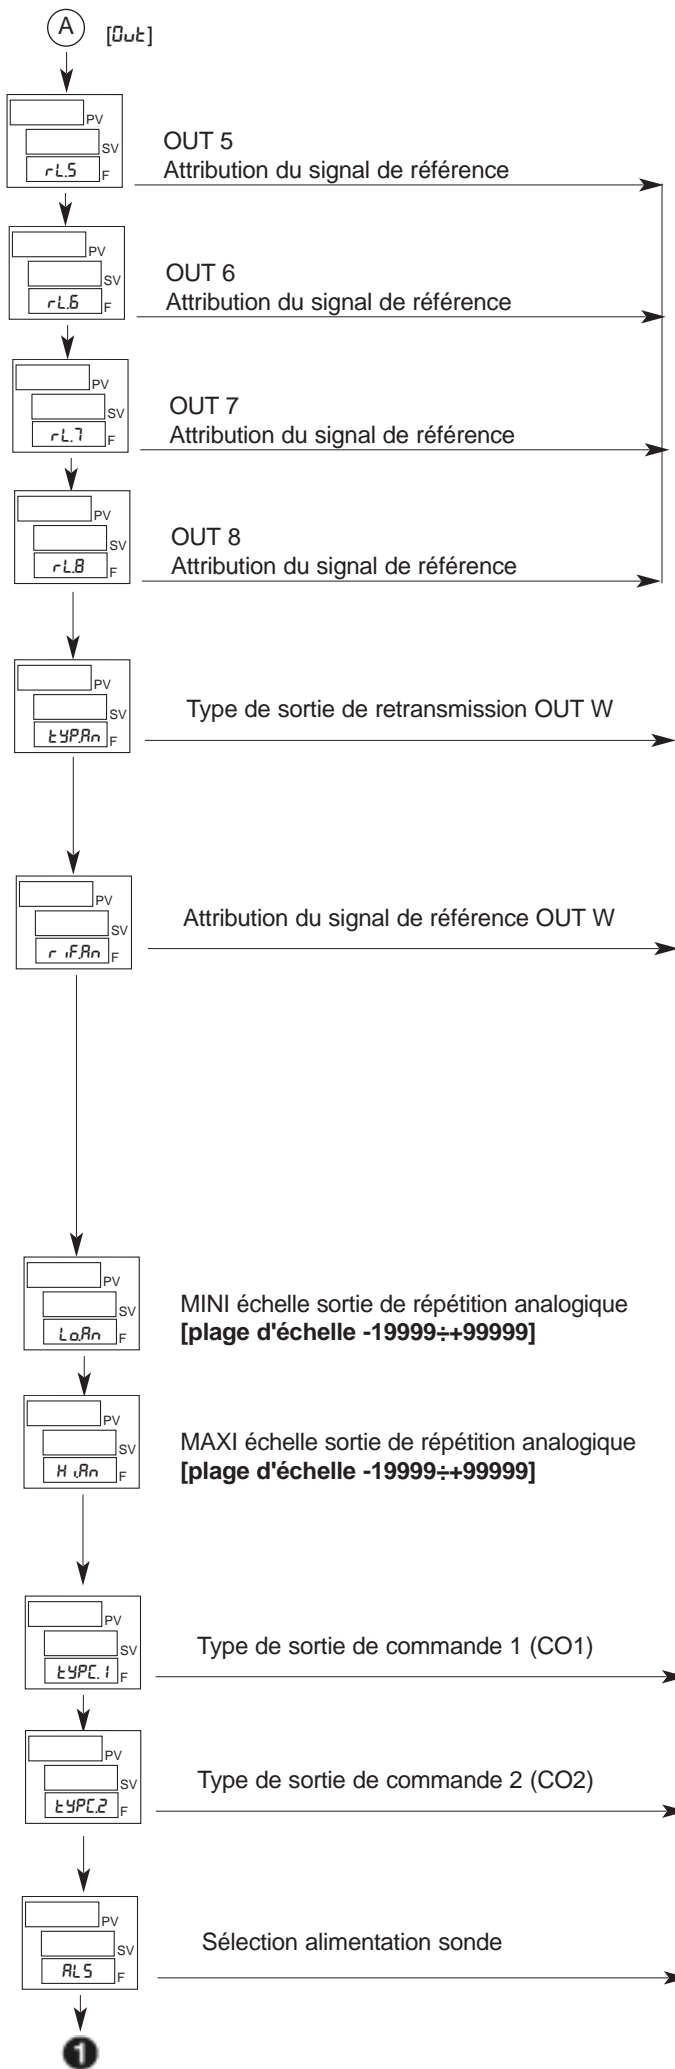 A [Out]
PV
SV
rL.5 F
OUT 5
Attribution du signal de référence
PV
SV
rL.6 F
OUT 6
Attribution du signal de référence
PV
SV
rL.7 F
OUT 7
Attribution du signal de référence
PV
SV
rL.8 F
OUT 8
Attribution du signal de référence
PV
SV
tYP.An F
Type de sortie de retransmission OUT W
PV
SV
riF.An F
Attribution du signal de référence OUT W
PV
SV
Lo.An F
MINI échelle sortie de répétition analogique
[plage d'échelle -19999÷+99999]
PV
SV
Hi.An F
MAXI échelle sortie de répétition analogique
[plage d'échelle -19999÷+99999]
PV
SV
tYPC.1 F
Type de sortie de commande 1 (CO1)
PV
SV
tYPC.2 F
Type de sortie de commande 2 (CO2)
PV
SV
AL S F
Sélection alimentation sonde
1